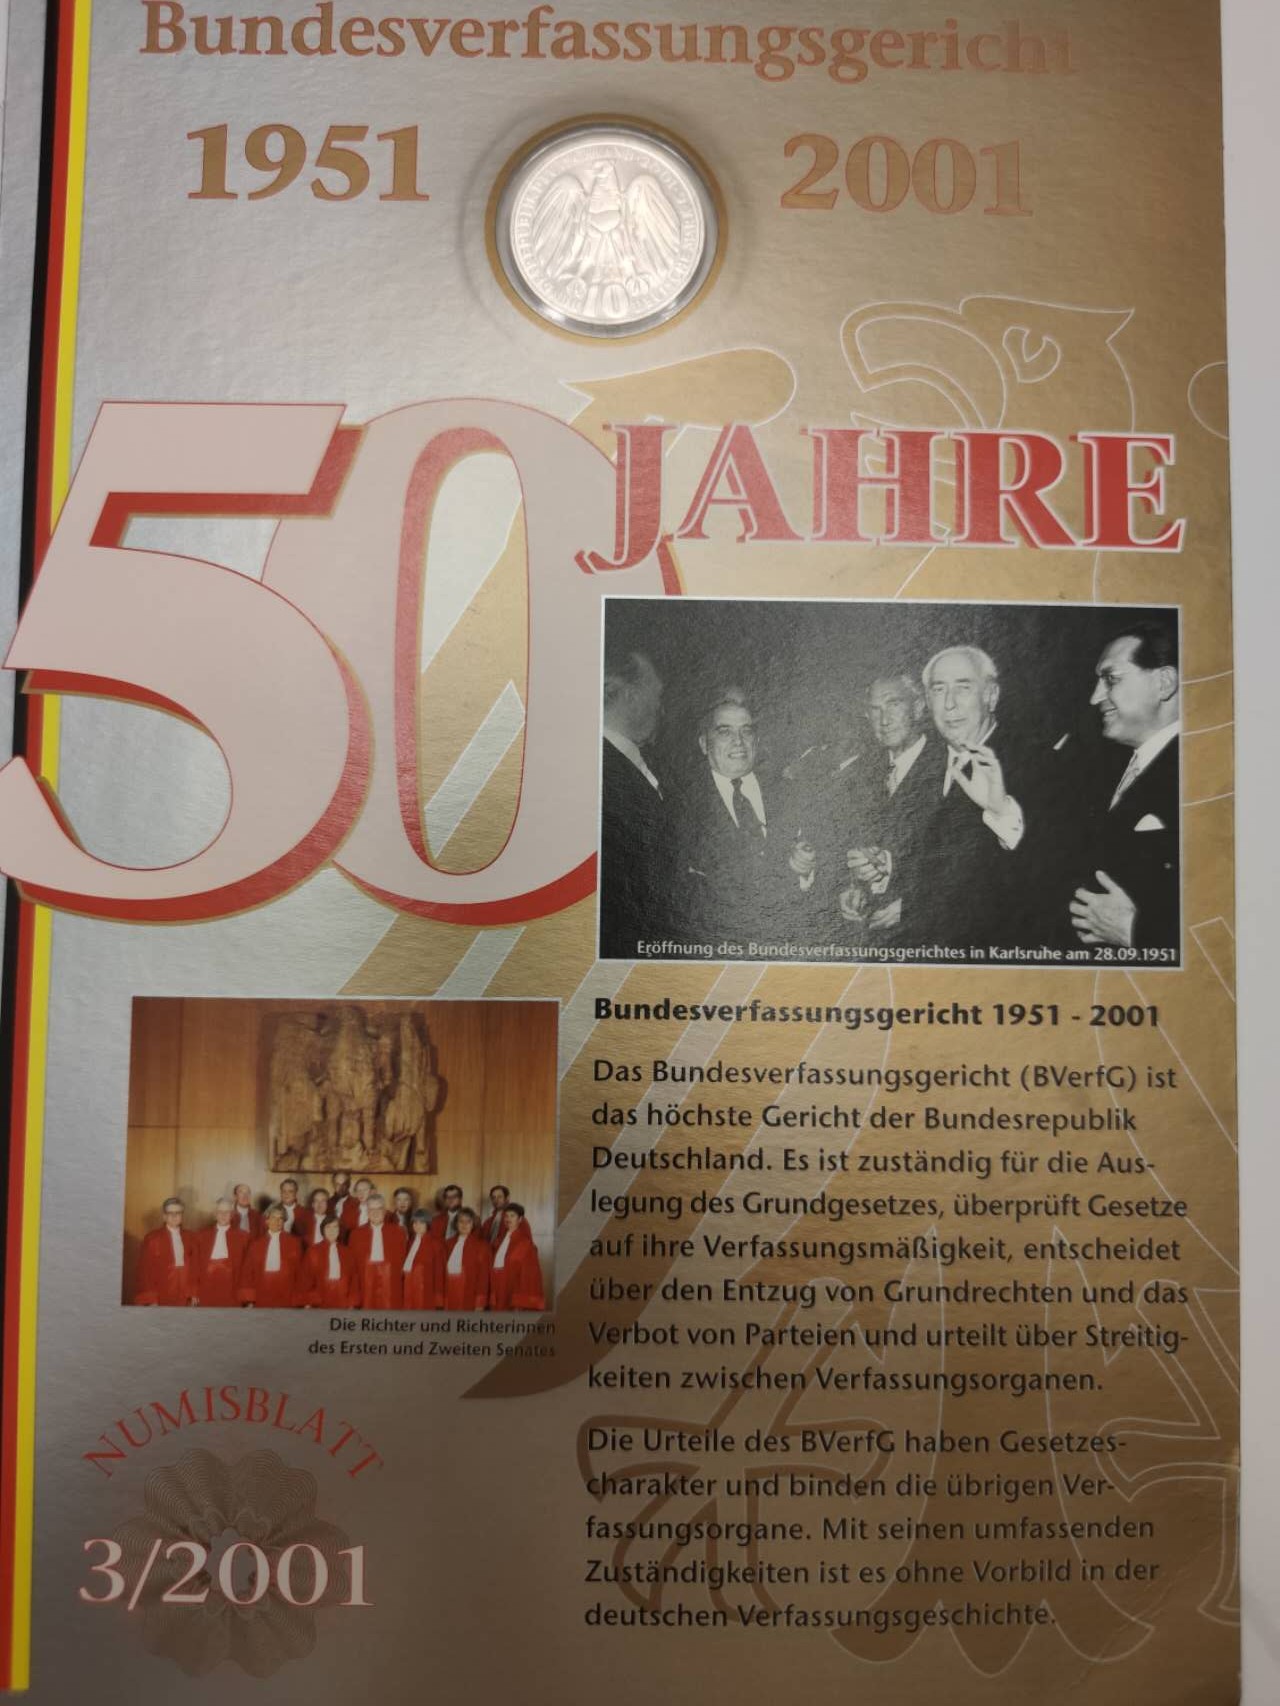 Bundesverfassungsgericht
1951 2001
10
50 JAHRE
Eröffnung des Bundesverfassungsgerichtes in Karlsruhe am 28.09.1951
Bundesverfassungsgericht 1951 - 2001
Das Bundesverfassungsgericht (BVerfG) ist
das höchste Gericht der Bundesrepublik
Deutschland. Es ist zuständig für die Aus-
legung des Grundgesetzes, überprüft Gesetze
auf ihre Verfassungsmäßigkeit, entscheidet
über den Entzug von Grundrechten und das
Verbot von Parteien und urteilt über Streitig-
keiten zwischen Verfassungsorganen.
Die Urteile des BVerfG haben Gesetzes-
charakter und binden die übrigen Ver-
fassungsorgane. Mit seinen umfassenden
Zuständigkeiten ist es ohne Vorbild in der
deutschen Verfassungsgeschichte.
Die Richter und Richterinnen
des Ersten und Zweiten Senates
NUMISBLATT
3/2001